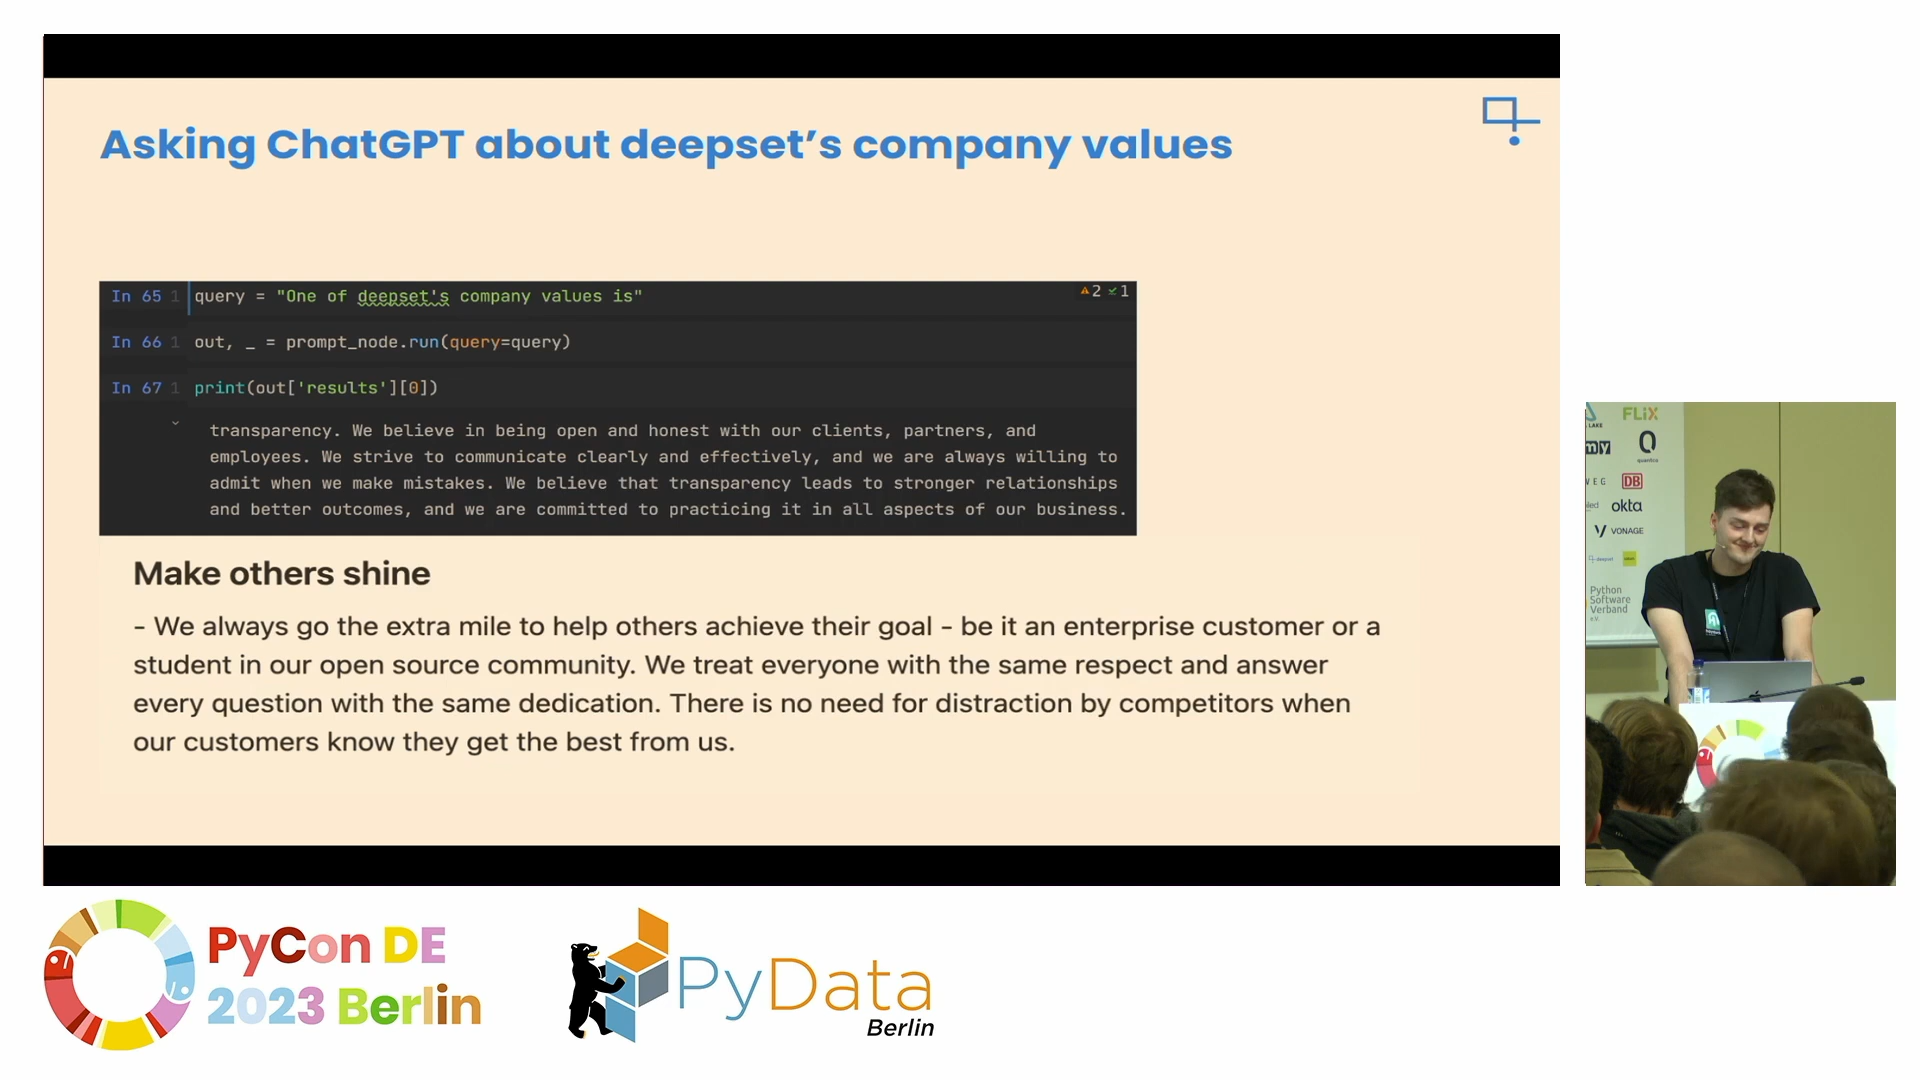 Asking ChatGPT about deepset's company values
In 65 1 query = "One of deepset's company values is"
2 1
In 66 1 out, _ = prompt_node.run(query=query)
In 67 1 print(out['results'][0])
transparency. We believe in being open and honest with our clients, partners, and
employees. We strive to communicate clearly and effectively, and we are always willing to
admit when we make mistakes. We believe that transparency leads to stronger relationships
and better outcomes, and we are committed to practicing it in all aspects of our business.
Make others shine
- We always go the extra mile to help others achieve their goal - be it an enterprise customer or a
student in our open source community. We treat everyone with the same respect and answer
every question with the same dedication. There is no need for distraction by competitors when
our customers know they get the best from us.
FLiX
LAKE
my
quantco
WEG
DB
okta
VONAGE
deepset
Python
Software
Verband
e.V.
PyCon DE
2023 Berlin
PyData
Berlin